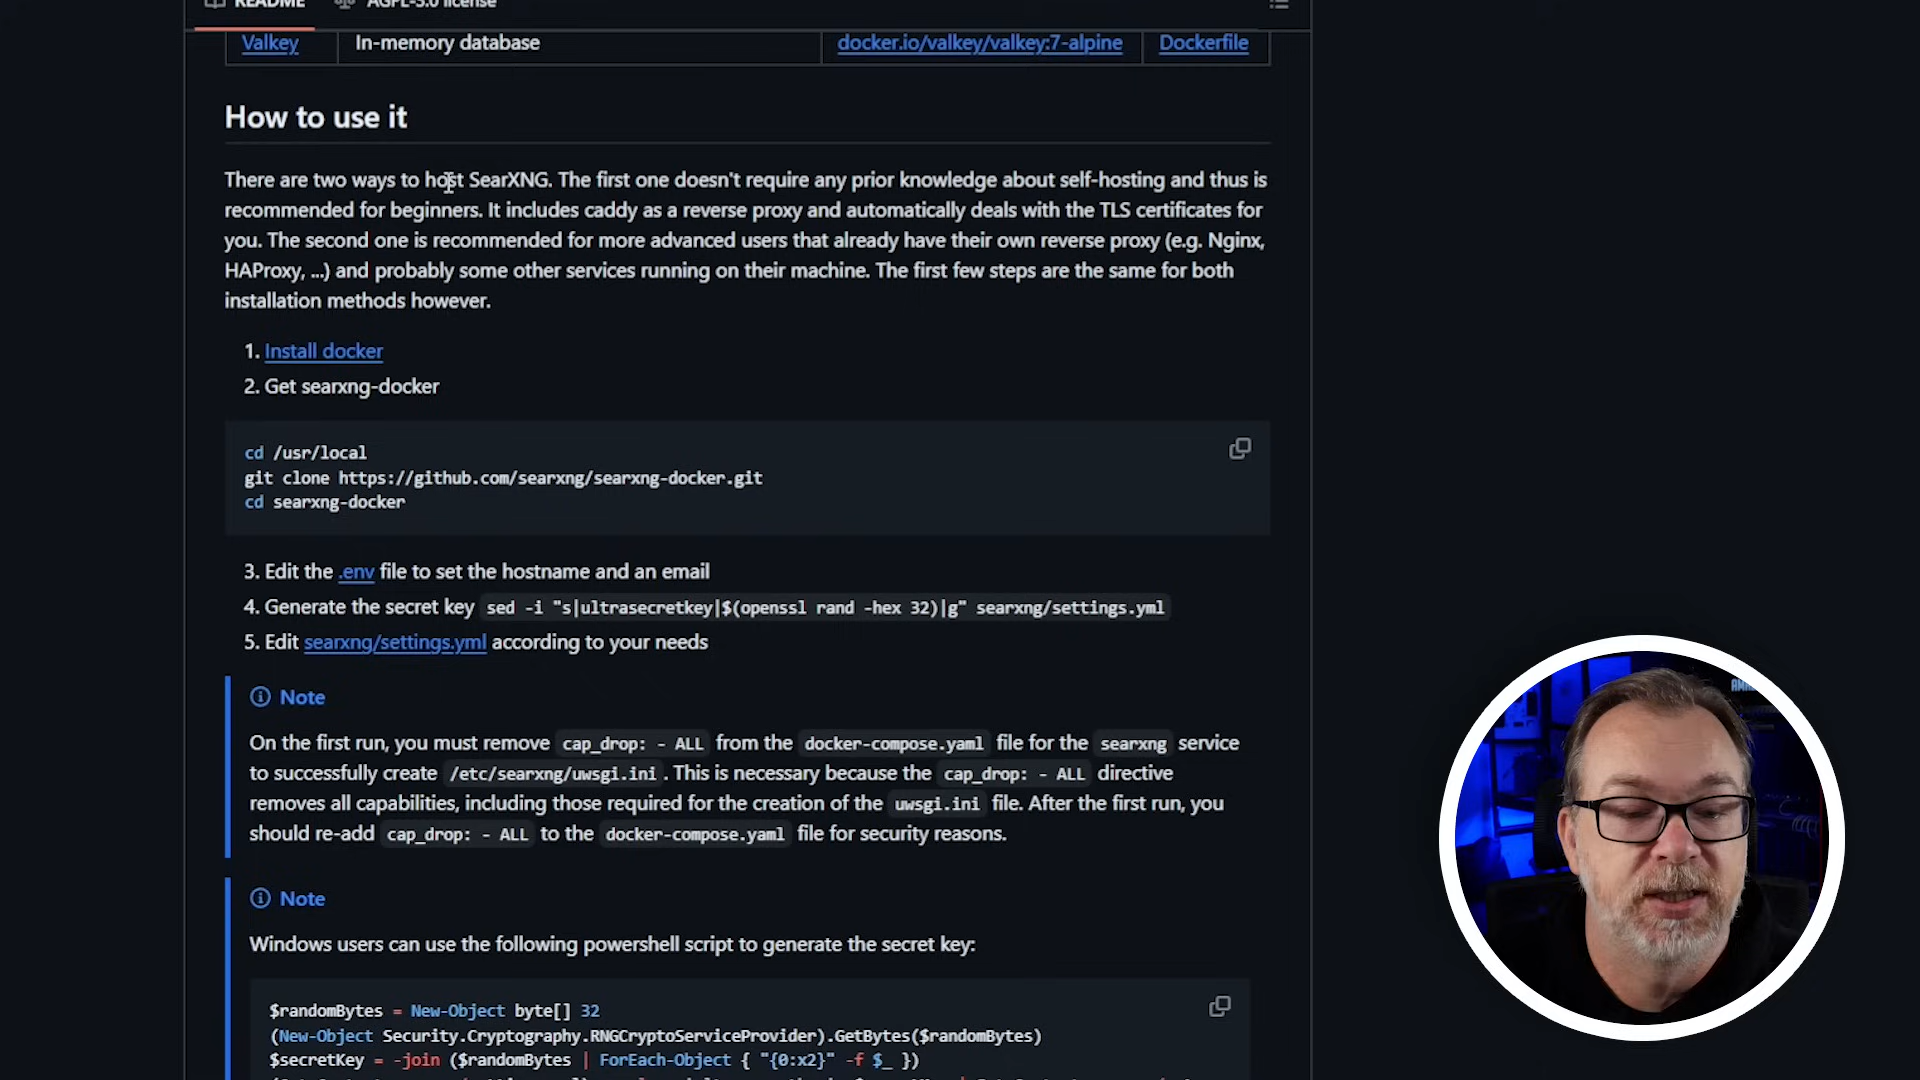 README AGPL-3.0 license
Valkey In-memory database docker.io/valkey/valkey:7-alpine Dockerfile
How to use it
There are two ways to host SearXNG. The first one doesn't require any prior knowledge about self-hosting and thus is
recommended for beginners. It includes caddy as a reverse proxy and automatically deals with the TLS certificates for
you. The second one is recommended for more advanced users that already have their own reverse proxy (e.g. Nginx,
HAProxy, ...) and probably some other services running on their machine. The first few steps are the same for both
installation methods however.
1. Install docker
2. Get searxng-docker
cd /usr/local
git clone https://github.com/searxng/searxng-docker.git
cd searxng-docker
3. Edit the .env file to set the hostname and an email
4. Generate the secret key sed -i "s|ultrasecretkey|$(openssl rand -hex 32)|g" searxng/settings.yml
5. Edit searxng/settings.yml according to your needs
Note
On the first run, you must remove cap_drop: - ALL from the docker-compose.yaml file for the searxng service
to successfully create /etc/searxng/uwsgi.ini. This is necessary because the cap_drop: - ALL directive
removes all capabilities, including those required for the creation of the uwsgi.ini file. After the first run, you
should re-add cap_drop: - ALL to the docker-compose.yaml file for security reasons.
Note
Windows users can use the following powershell script to generate the secret key:
$randomBytes = New-Object byte[] 32
(New-Object Security.Cryptography.RNGCryptoServiceProvider).GetBytes($randomBytes)
$secretKey = -join ($randomBytes | ForEach-Object { "{0:x2}" -f $_ })